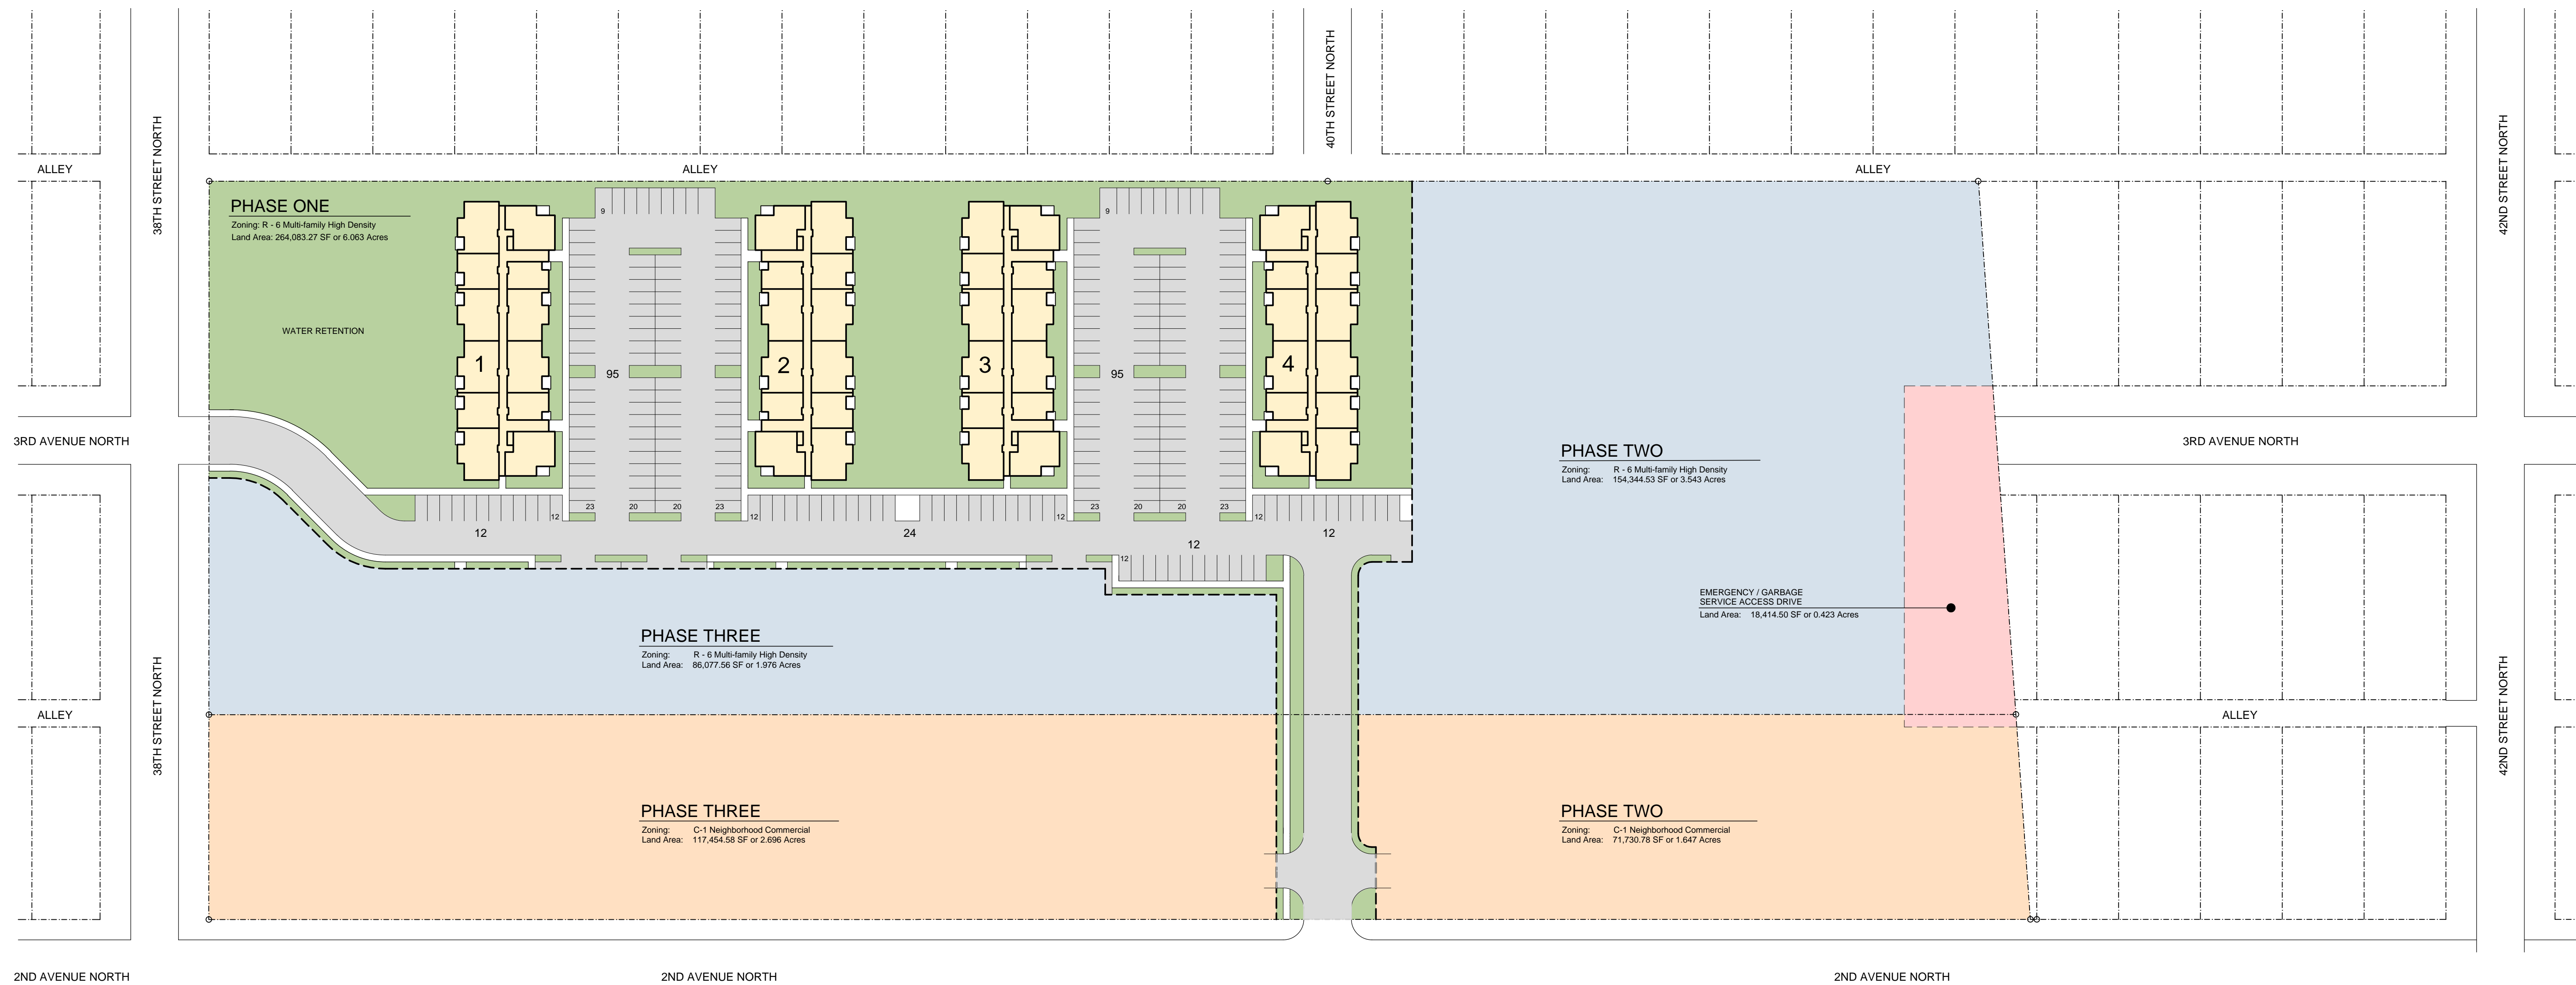 40TH STREET NORTH
38TH STREET NORTH
42ND STREET NORTH
ALLEY
ALLEY
ALLEY
PHASE ONE
Zoning: R - 6 Multi-family High Density
Land Area: 264,083.27 SF or 6.063 Acres
9
9
WATER RETENTION
1
95
2
3
95
4
3RD AVENUE NORTH
3RD AVENUE NORTH
PHASE TWO
Zoning: R - 6 Multi-family High Density
Land Area: 154,344.53 SF or 3.543 Acres
12
23
20
20
23
12
12
23
20
20
23
12
12
24
12
12
12
EMERGENCY / GARBAGE
SERVICE ACCESS DRIVE
Land Area: 18,414.50 SF or 0.423 Acres
PHASE THREE
Zoning: R - 6 Multi-family High Density
Land Area: 86,077.56 SF or 1.976 Acres
38TH STREET NORTH
42ND STREET NORTH
ALLEY
ALLEY
PHASE THREE
Zoning: C-1 Neighborhood Commercial
Land Area: 117,454.58 SF or 2.696 Acres
PHASE TWO
Zoning: C-1 Neighborhood Commercial
Land Area: 71,730.78 SF or 1.647 Acres
2ND AVENUE NORTH
2ND AVENUE NORTH
2ND AVENUE NORTH